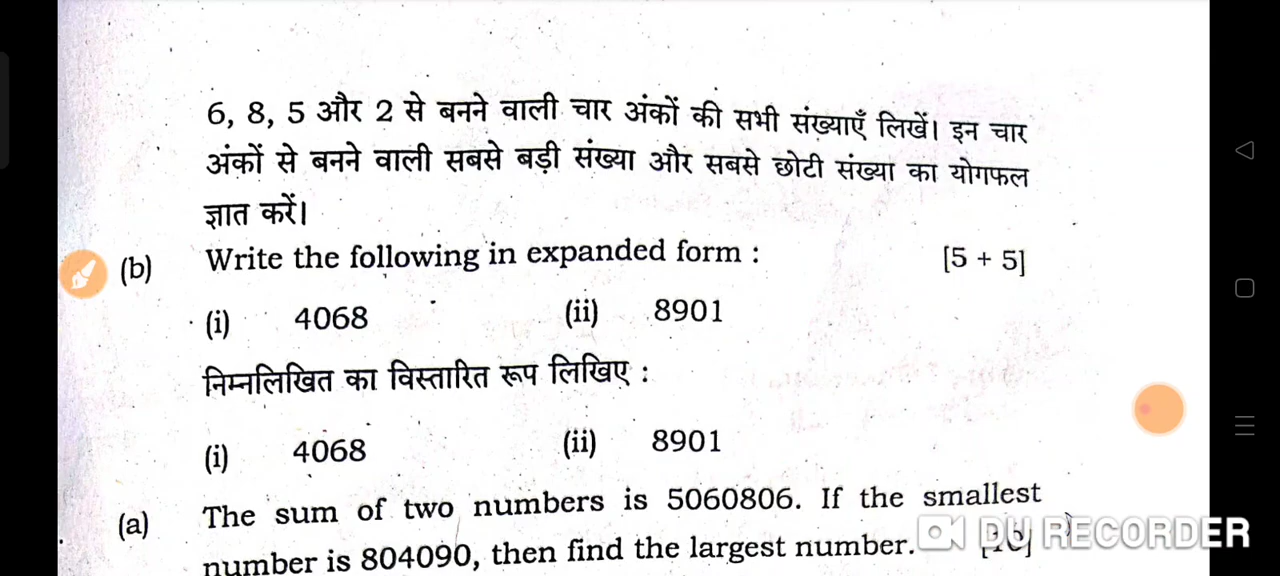 6, 8, 5 और 2 से बनने वाली चार अंकों की सभी संख्याएँ लिखें। इन चार
अंकों से बनने वाली सबसे बड़ी संख्या और सबसे छोटी संख्या का योगफल
ज्ञात करें।
(b) Write the following in expanded form : [5 + 5]
(i) 4068 (ii) 8901
निम्नलिखित का विस्तारित रूप लिखिए :
(i) 4068 (ii) 8901
(a) The sum of two numbers is 5060806. If the smallest
number is 804090, then find the largest number. [10]
DU RECORDER